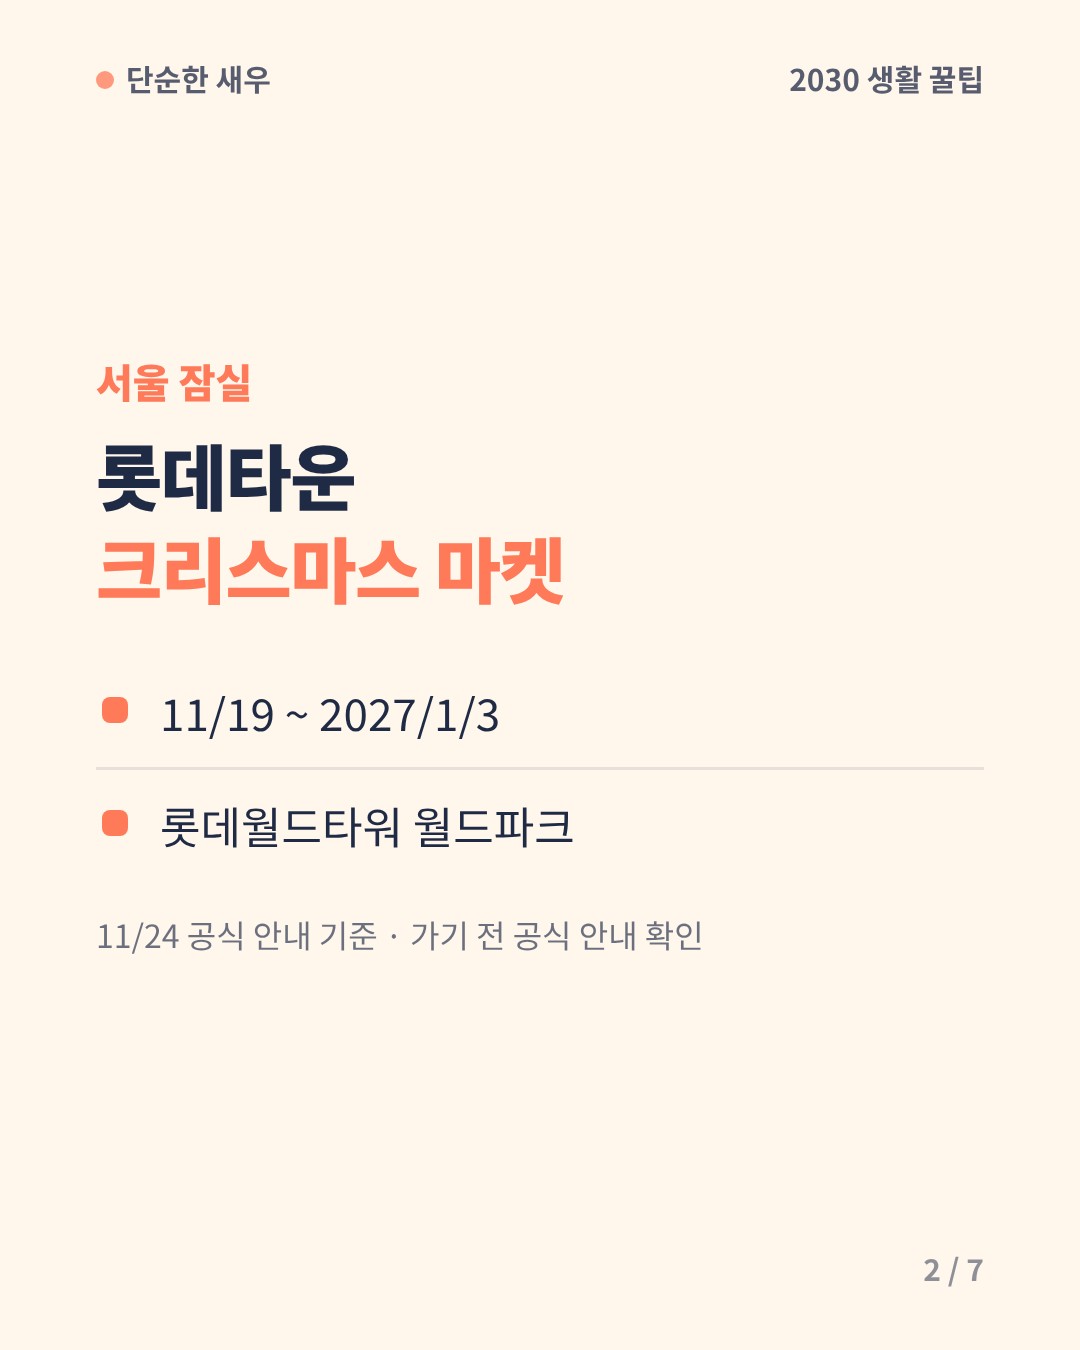 단순한 새우
2030 생활 꿀팁
서울 잠실
롯데타운
크리스마스 마켓
11/19 ~ 2027/1/3
롯데월드타워 월드파크
11/24 공식 안내 기준 · 가기 전 공식 안내 확인
2 / 7